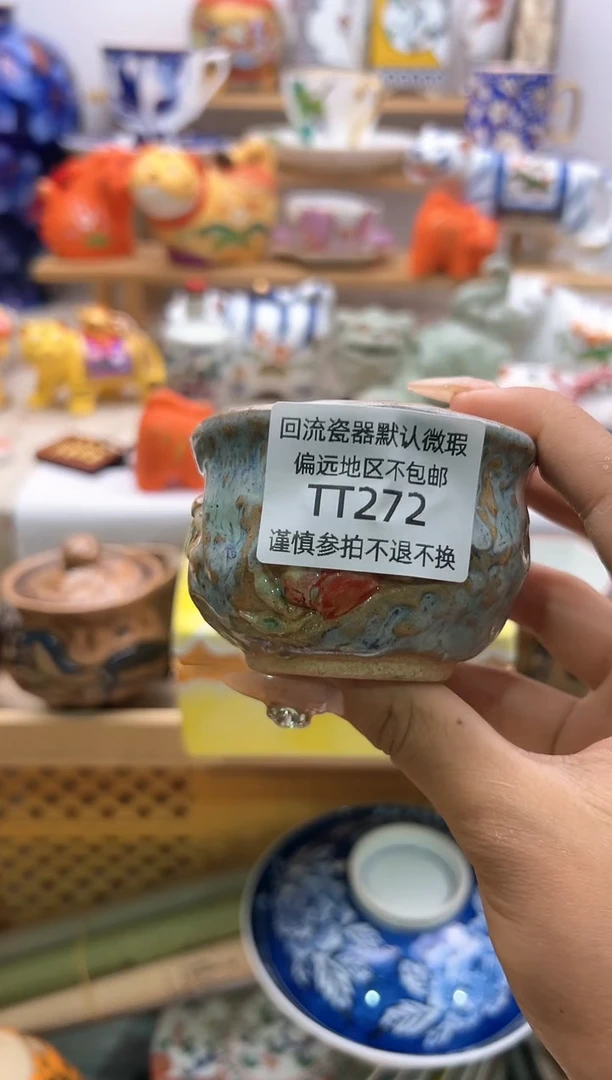 回流瓷器默认微瑕
偏远地区不包邮
TT272
谨慎参拍不退不换